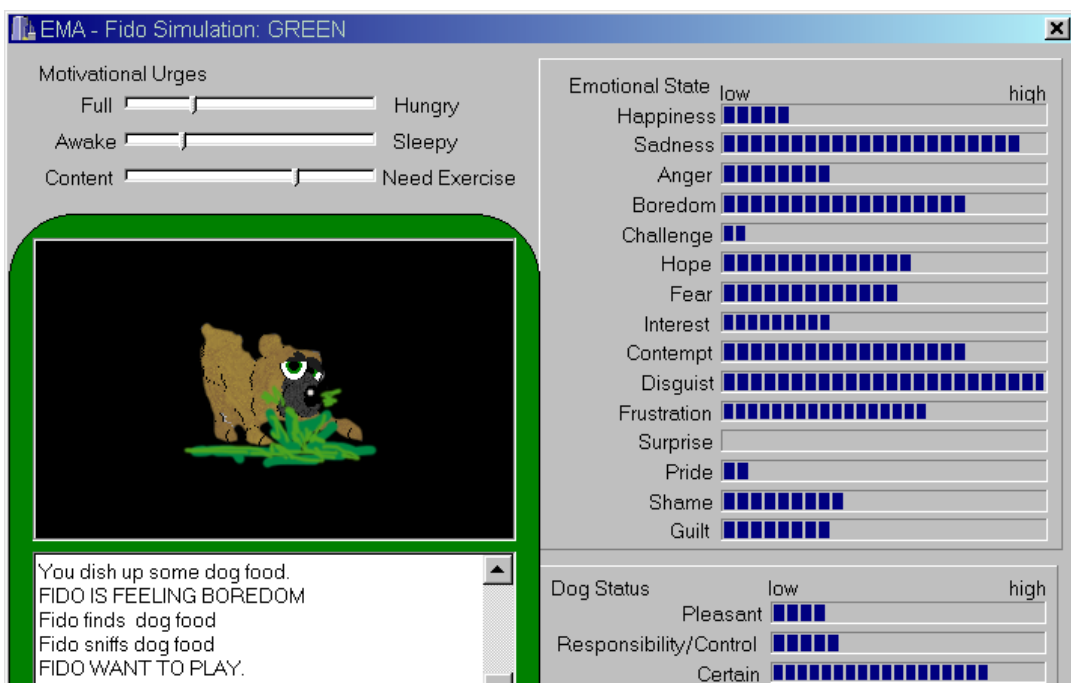 EMA - Fido Simulation: GREEN
Motivational Urges
Full Hungry
Awake Sleepy
Content Need Exercise
Emotional State low high
Happiness
Sadness
Anger
Boredom
Challenge
Hope
Fear
Interest
Contempt
Disguist
Frustration
Surprise
Pride
Shame
Guilt
You dish up some dog food.
FIDO IS FEELING BOREDOM
Fido finds dog food
Fido sniffs dog food
FIDO WANT TO PLAY.
Dog Status low high
Pleasant
Responsibility/Control
Certain